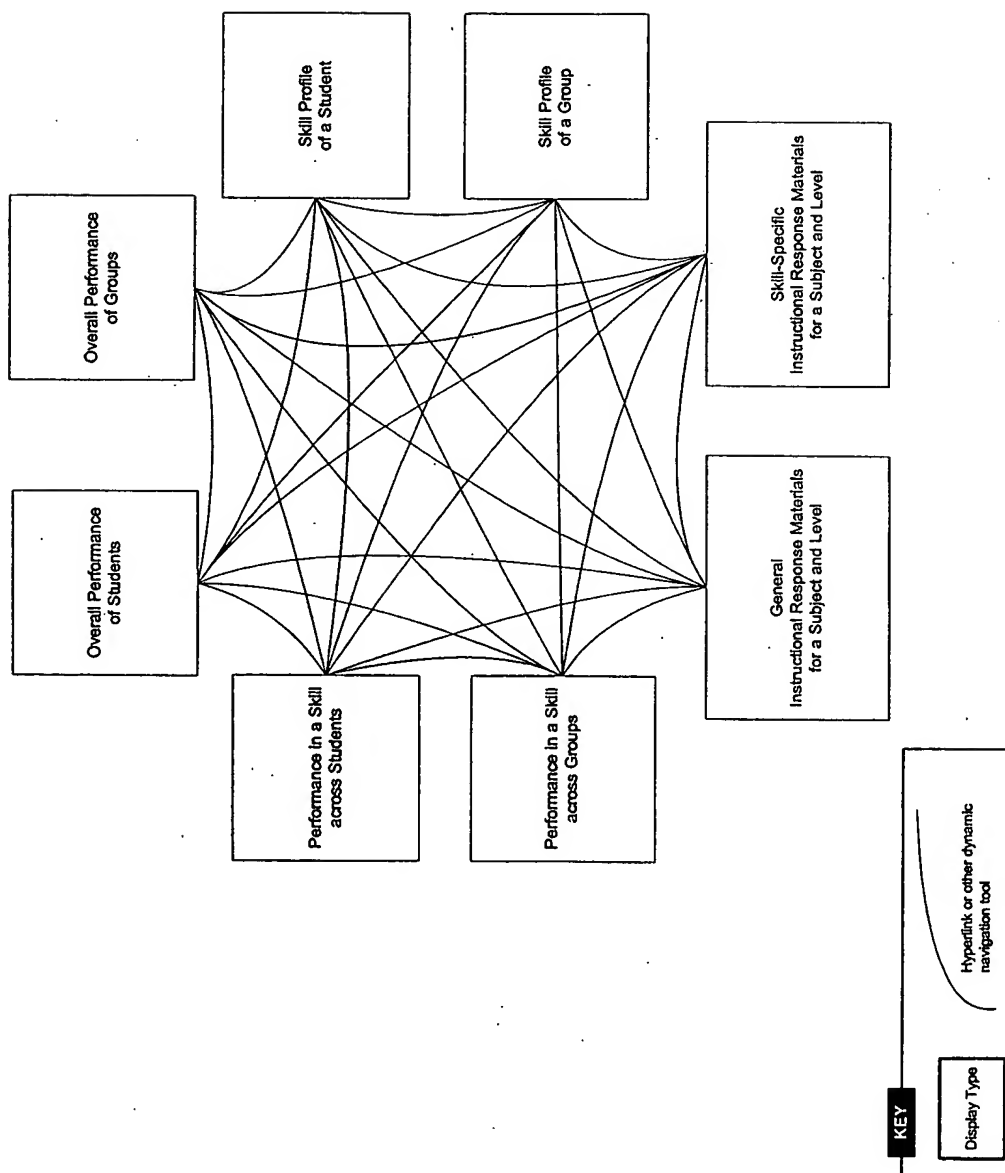 Overall Performance
of Students
Overall Performance
of Groups
Performance in a Skill
across Students
Skill Profile
of a Student
Performance in a Skill
across Groups
Skill Profile
of a Group
General
Instructional Response Materials
for a Subject and Level
Skill-Specific
Instructional Response Materials
for a Subject and Level
KEY
Display Type
Hyperlink or other dynamic
navigation tool